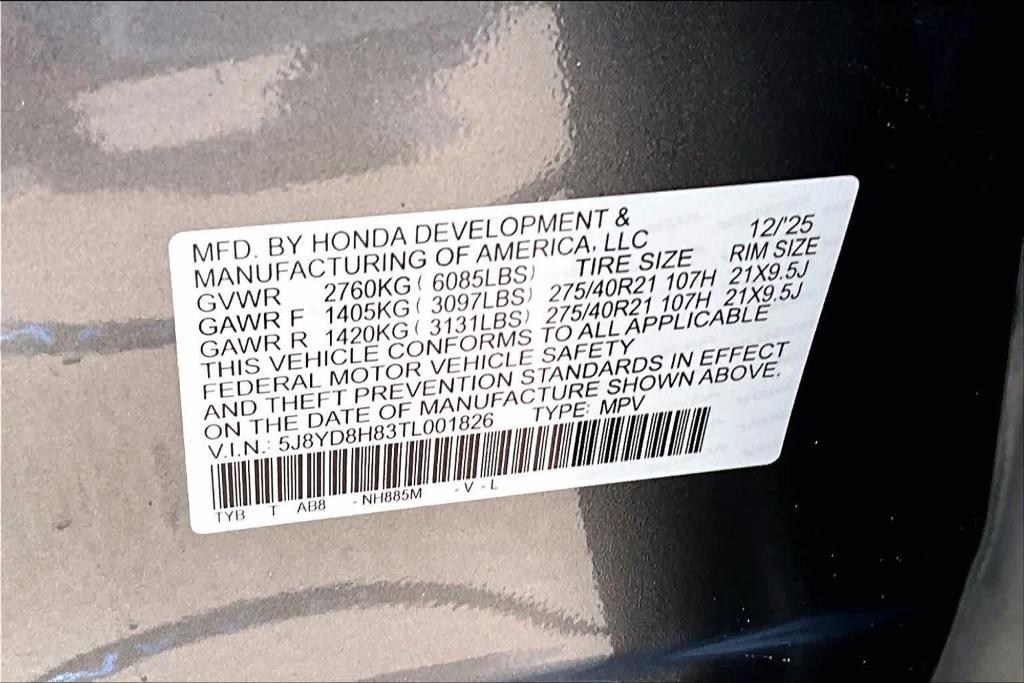 MFD. BY HONDA DEVELOPMENT &
MANUFACTURING OF AMERICA, LLC 12/'25
GVWR 2760KG ( 6085LBS) TIRE SIZE RIM SIZE
GAWR F 1405KG ( 3097LBS) 275/40R21 107H 21X9.5J
GAWR R 1420KG ( 3131LBS) 275/40R21 107H 21X9.5J
THIS VEHICLE CONFORMS TO ALL APPLICABLE
FEDERAL MOTOR VEHICLE SAFETY
AND THEFT PREVENTION STANDARDS IN EFFECT
ON THE DATE OF MANUFACTURE SHOWN ABOVE.
V.I.N.: 5J8YD8H83TL001826 TYPE: MPV
TYB T AB8 - NH885M - V - L